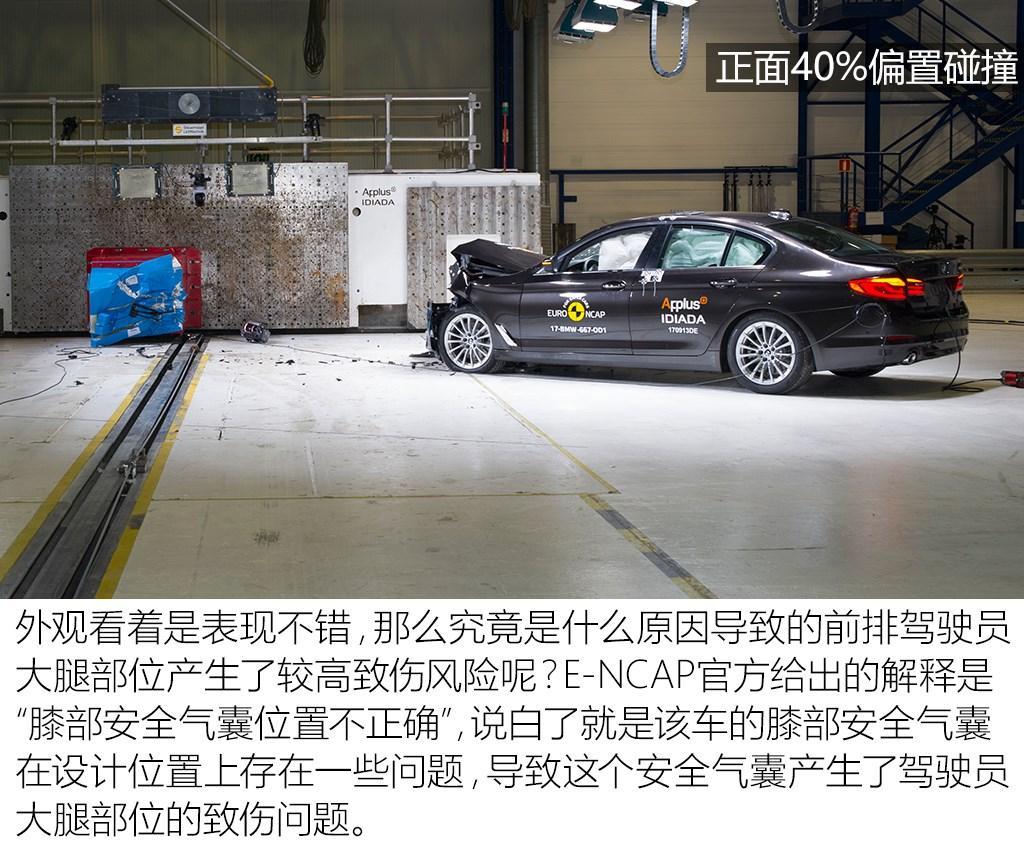 正面40%偏置碰撞
Applus+
IDIADA
Applus+
IDIADA
170913DE
EURO NCAP
17-BMW-667-OD1
外观看着是表现不错,那么究竟是什么原因导致的前排驾驶员
大腿部位产生了较高致伤风险呢?E-NCAP官方给出的解释是
“膝部安全气囊位置不正确”,说白了就是该车的膝部安全气囊
在设计位置上存在一些问题,导致这个安全气囊产生了驾驶员
大腿部位的致伤问题。